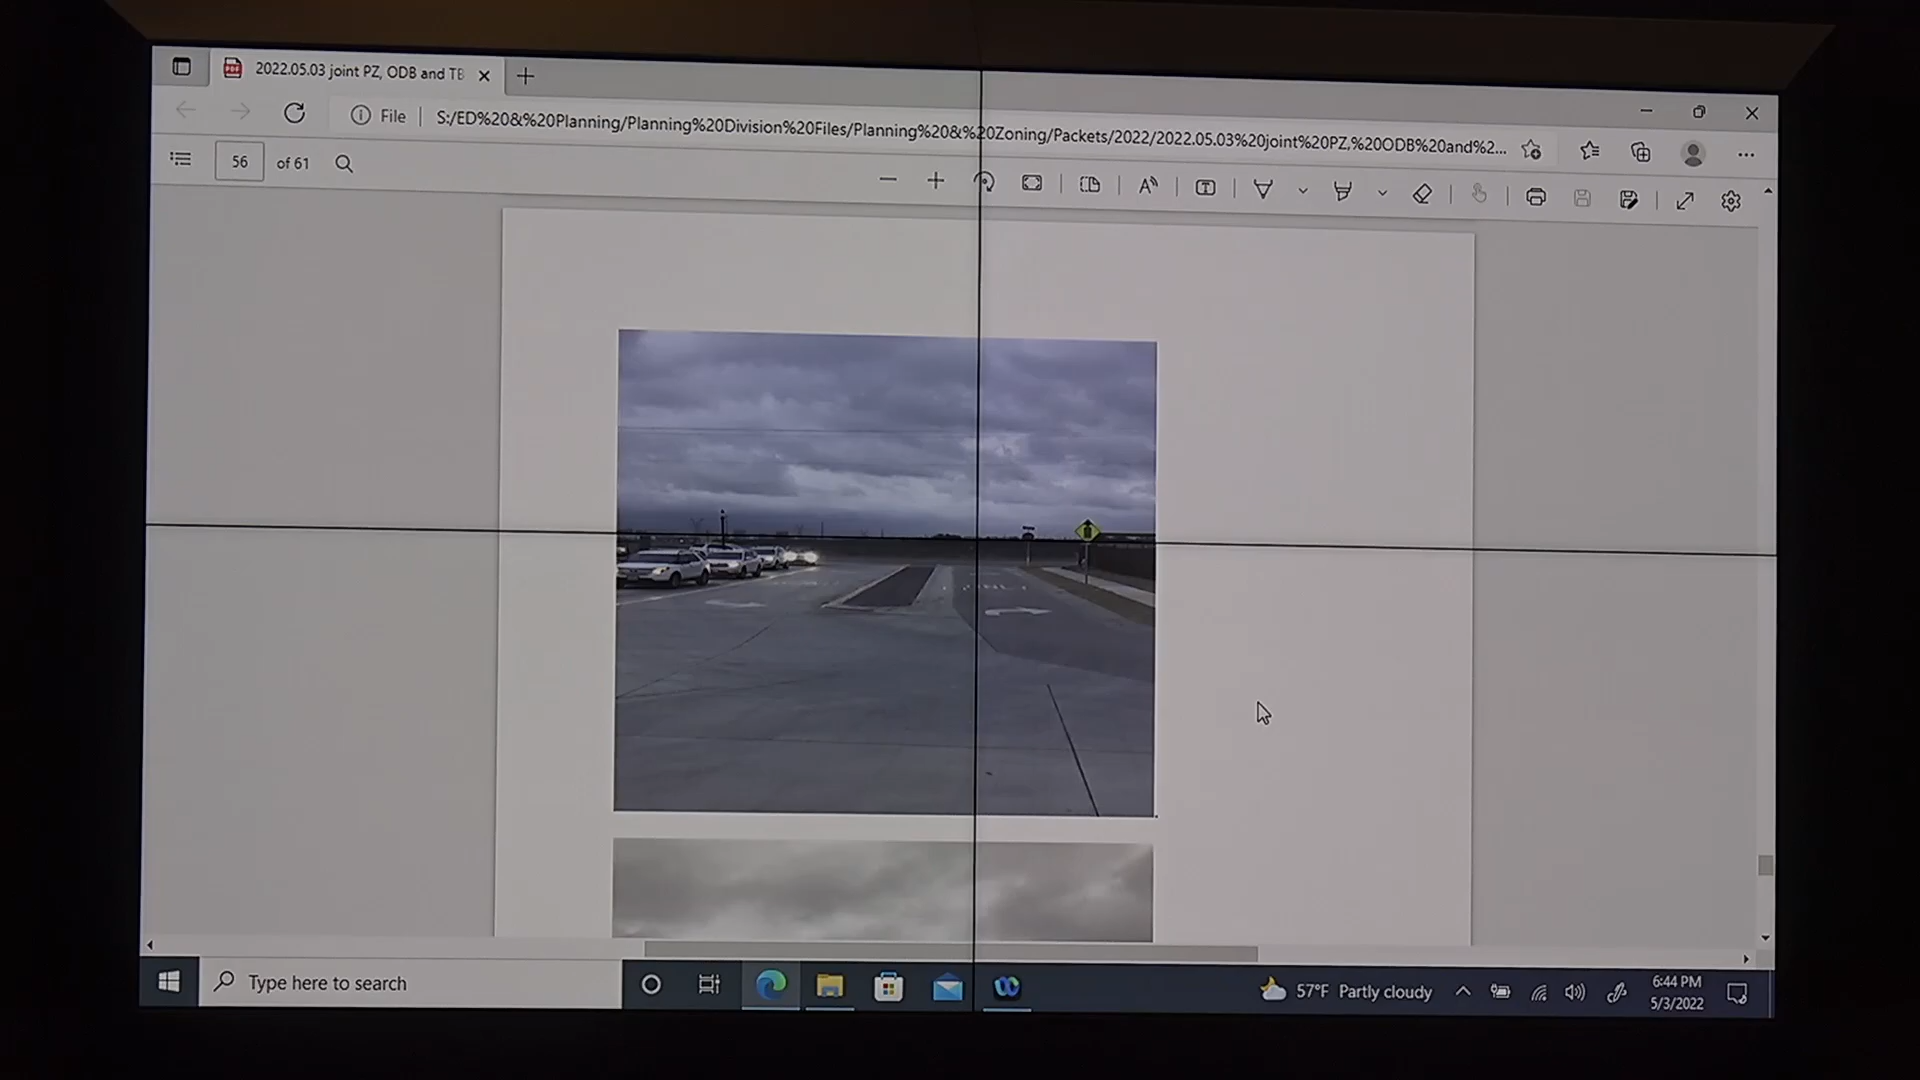 2022.05.03 joint PZ, ODB and TB
File
S:/ED%20&%20Planning/Planning%20Division%20Files/Planning%20&%20Zoning/Packets/2022/2022.05.03%20joint%20PZ,%20ODB%20and%2...
56 of 61
Type here to search
57°F Partly cloudy
6:44 PM
5/3/2022